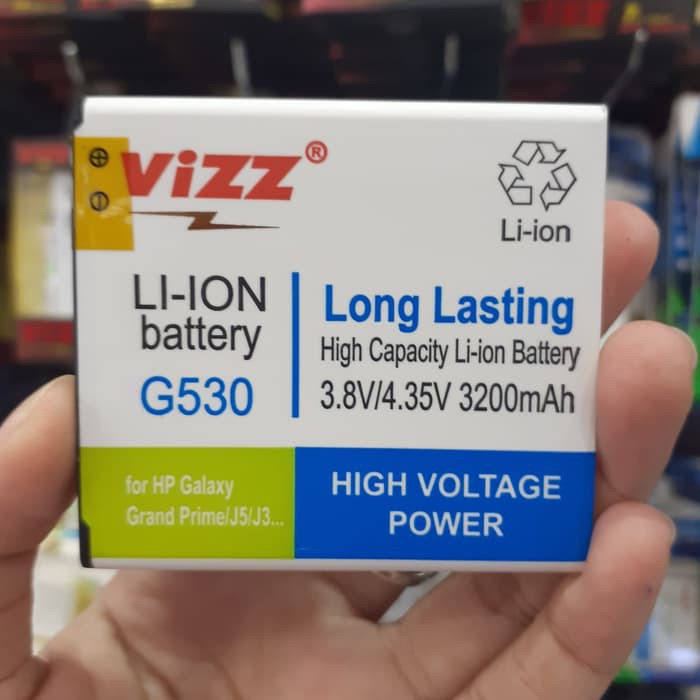 ViZZ®
Li-ion
LI-ION
battery
G530
Long Lasting
High Capacity Li-ion Battery
3.8V/4.35V 3200mAh
for HP Galaxy
Grand Prime/J5/J3...
HIGH VOLTAGE
POWER